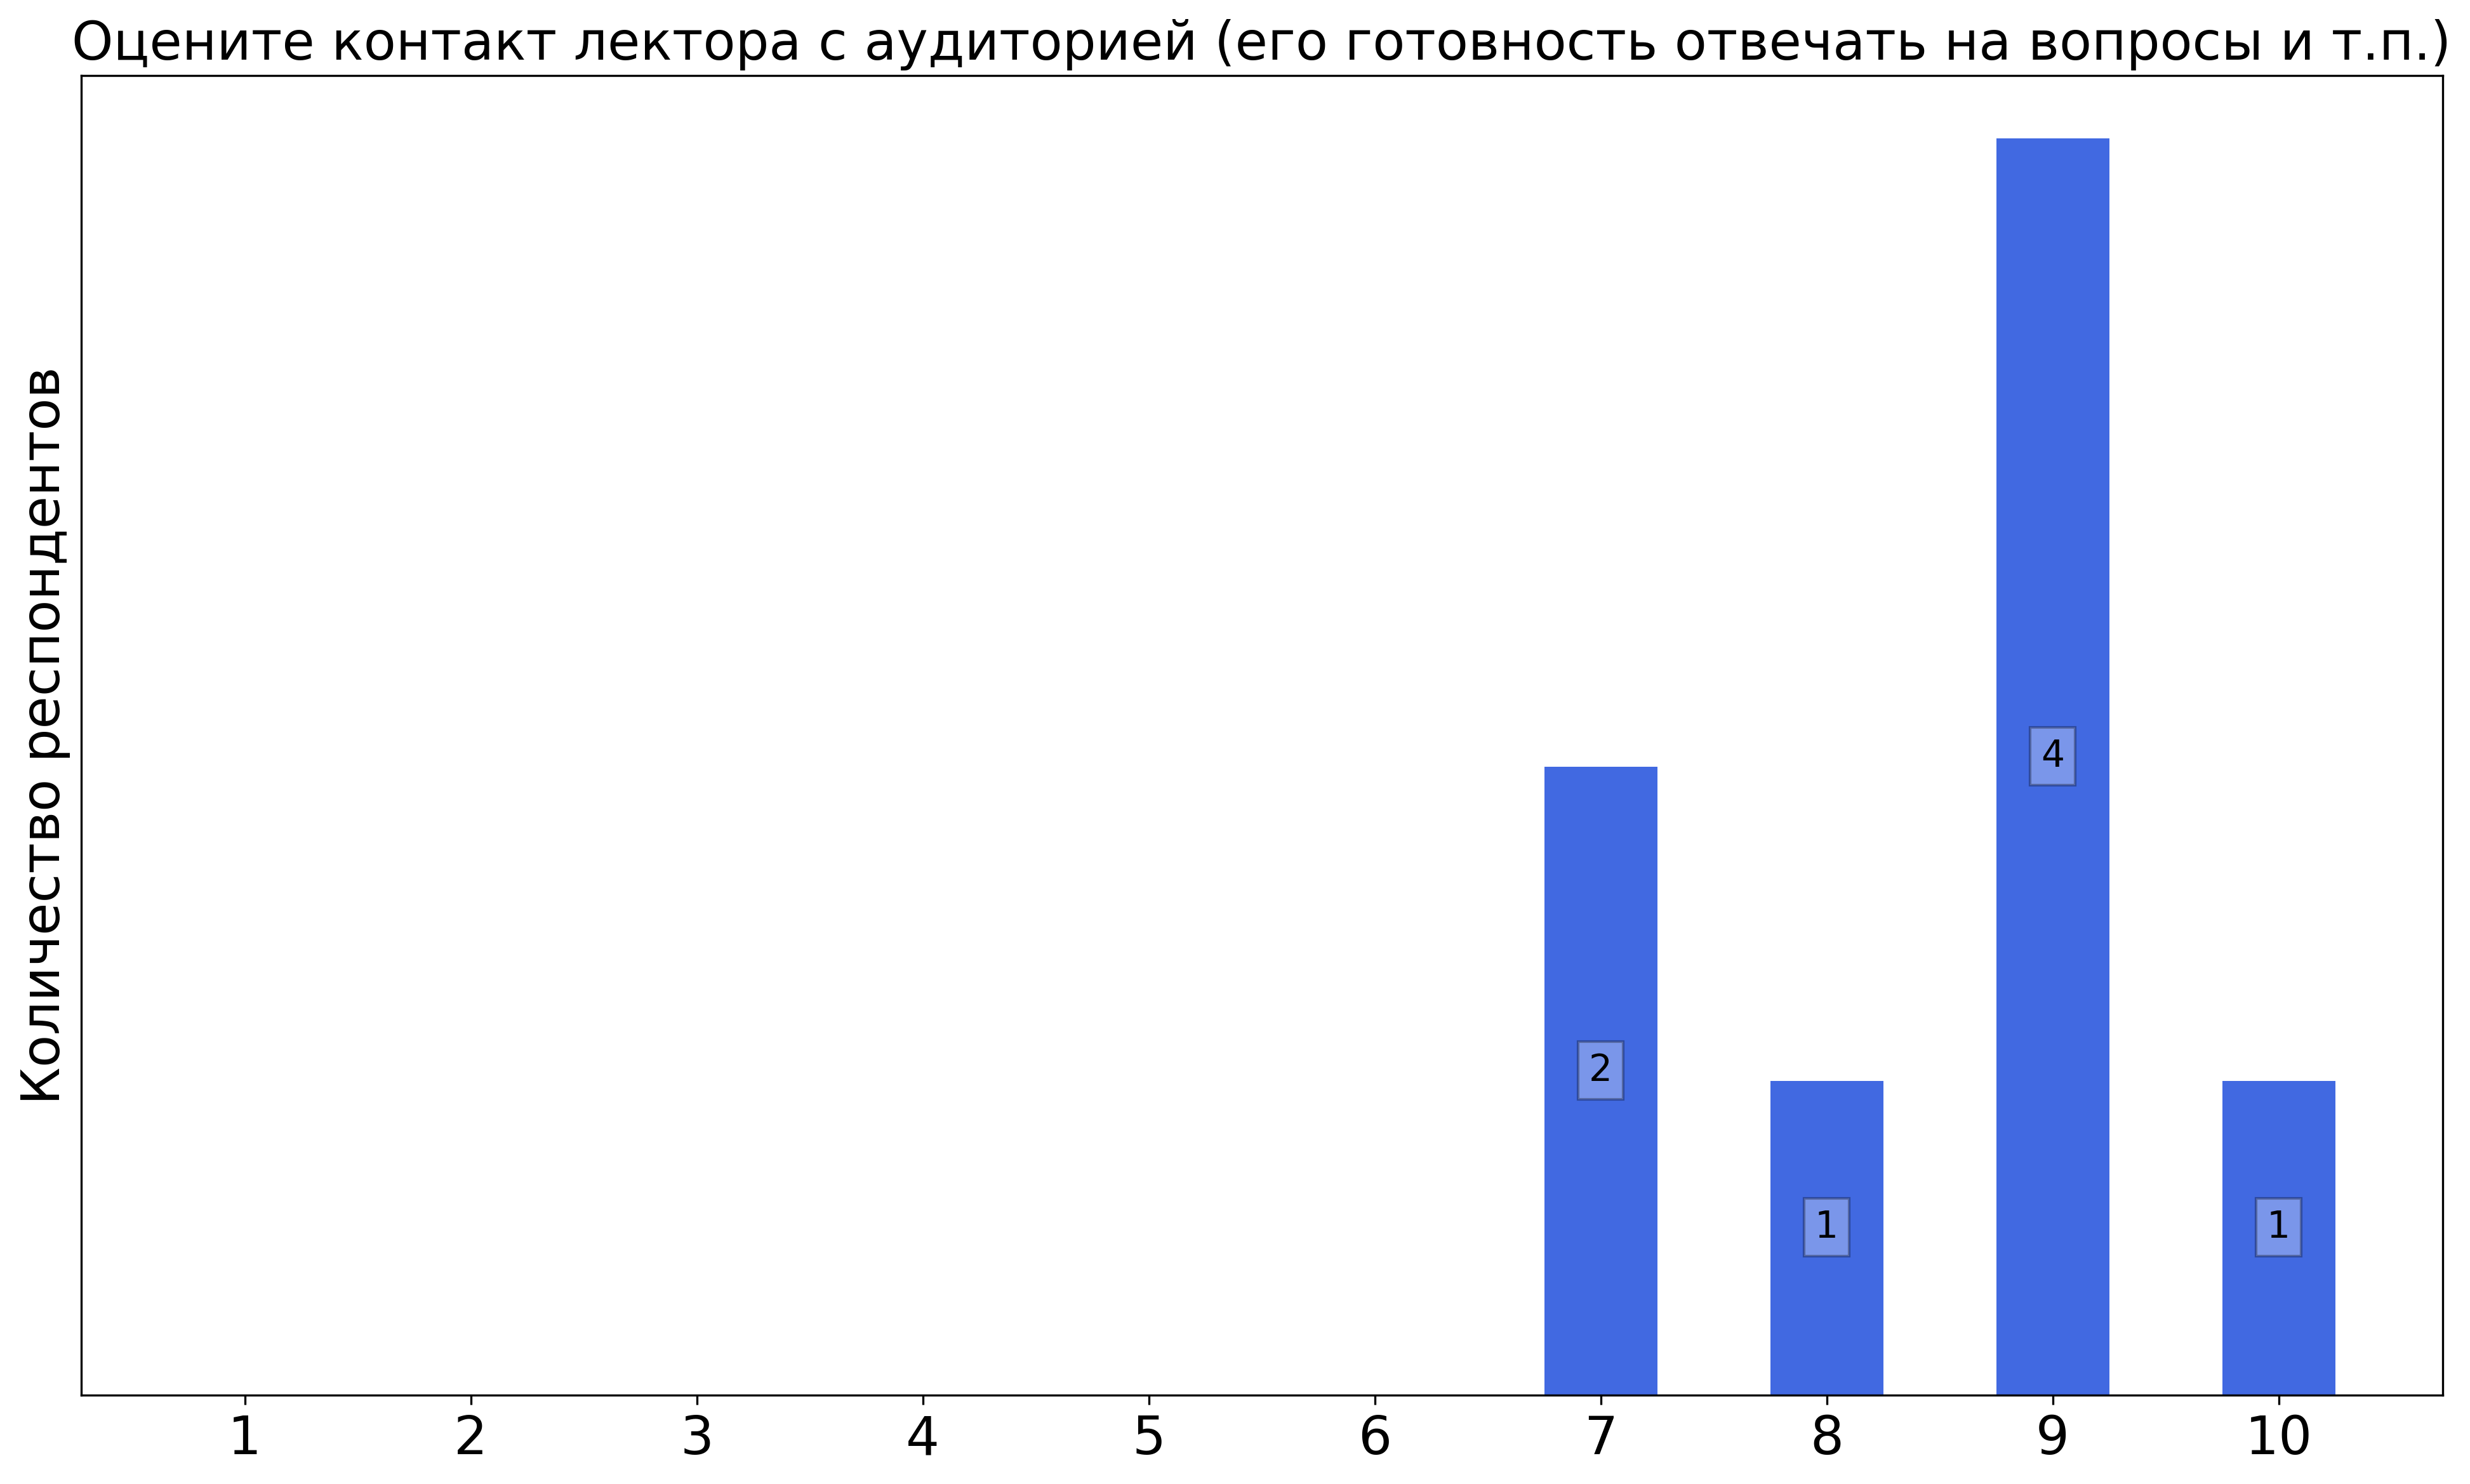 Оцените контакт лектора с аудиторией (его готовность отвечать на вопросы и т.п.)
Количество респондентов
4
2
1
1
1 2 3 4 5 6 7 8 9 10